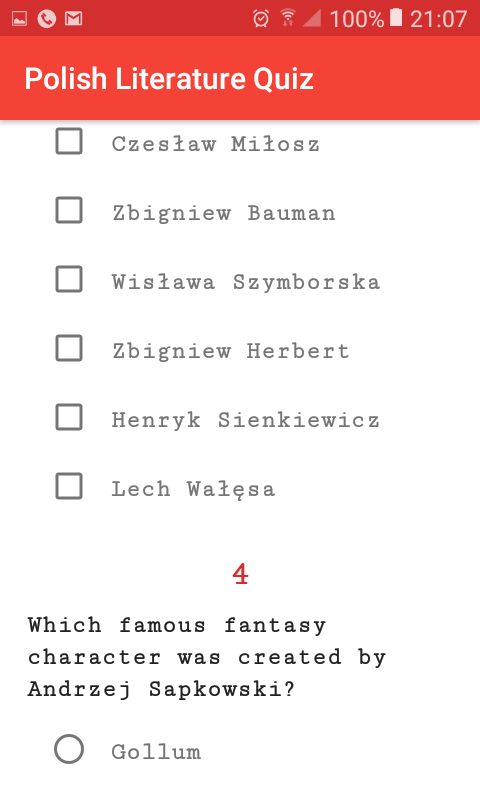 100% 21:07
Polish Literature Quiz
Czesław Miłosz
Zbigniew Bauman
Wisława Szymborska
Zbigniew Herbert
Henryk Sienkiewicz
Lech Wałęsa
4
Which famous fantasy
character was created by
Andrzej Sapkowski?
Gollum